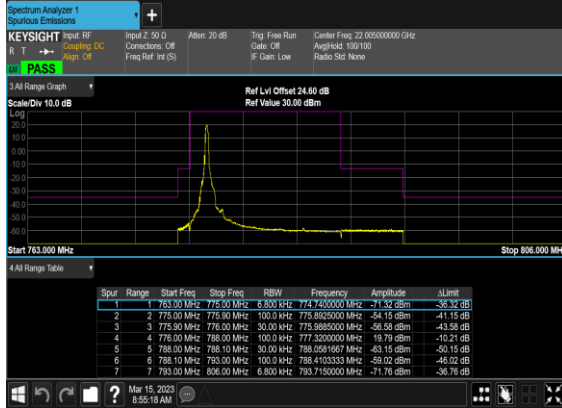 Spectrum Analyzer 1
Spurious Emissions
+
KEYSIGHT Input: RF Input Z: 50 Ω Atten: 20 dB Trig: Free Run Center Freq: 22.005000000 GHz
R T Coupling: DC Corrections: Off Gate: Off Avg|Hold: 100/100
Align: Off Freq Ref: Int (S) IF Gain: Low Radio Std: None
PASS
3 All Range Graph Ref Lvl Offset 24.60 dB
Scale/Div 10.0 dB Ref Value 30.00 dBm
Log
20.0
10.0
0.00
-10.0
-20.0
-30.0
-40.0
-50.0
-60.0
Start 763.000 MHz Stop 806.000 MH
4 All Range Table
Spur Range Start Freq Stop Freq RBW Frequency Amplitude ΔLimit
1 1 763.00 MHz 775.00 MHz 6.800 kHz 774.7400000 MHz -71.32 dBm -36.32 dB
2 2 775.00 MHz 775.90 MHz 100.0 kHz 775.8925000 MHz -54.15 dBm -41.15 dB
3 3 775.90 MHz 776.00 MHz 30.00 kHz 775.9885000 MHz -56.58 dBm -43.58 dB
4 4 776.00 MHz 788.00 MHz 100.0 kHz 777.3200000 MHz 19.79 dBm -10.21 dB
5 5 788.00 MHz 788.10 MHz 30.00 kHz 788.0581667 MHz -63.15 dBm -50.15 dB
6 6 788.10 MHz 793.00 MHz 100.0 kHz 788.4103333 MHz -59.02 dBm -46.02 dB
7 7 793.00 MHz 806.00 MHz 6.800 kHz 793.7150000 MHz -71.76 dBm -36.76 dB
? Mar 15, 2023
8:55:18 AM